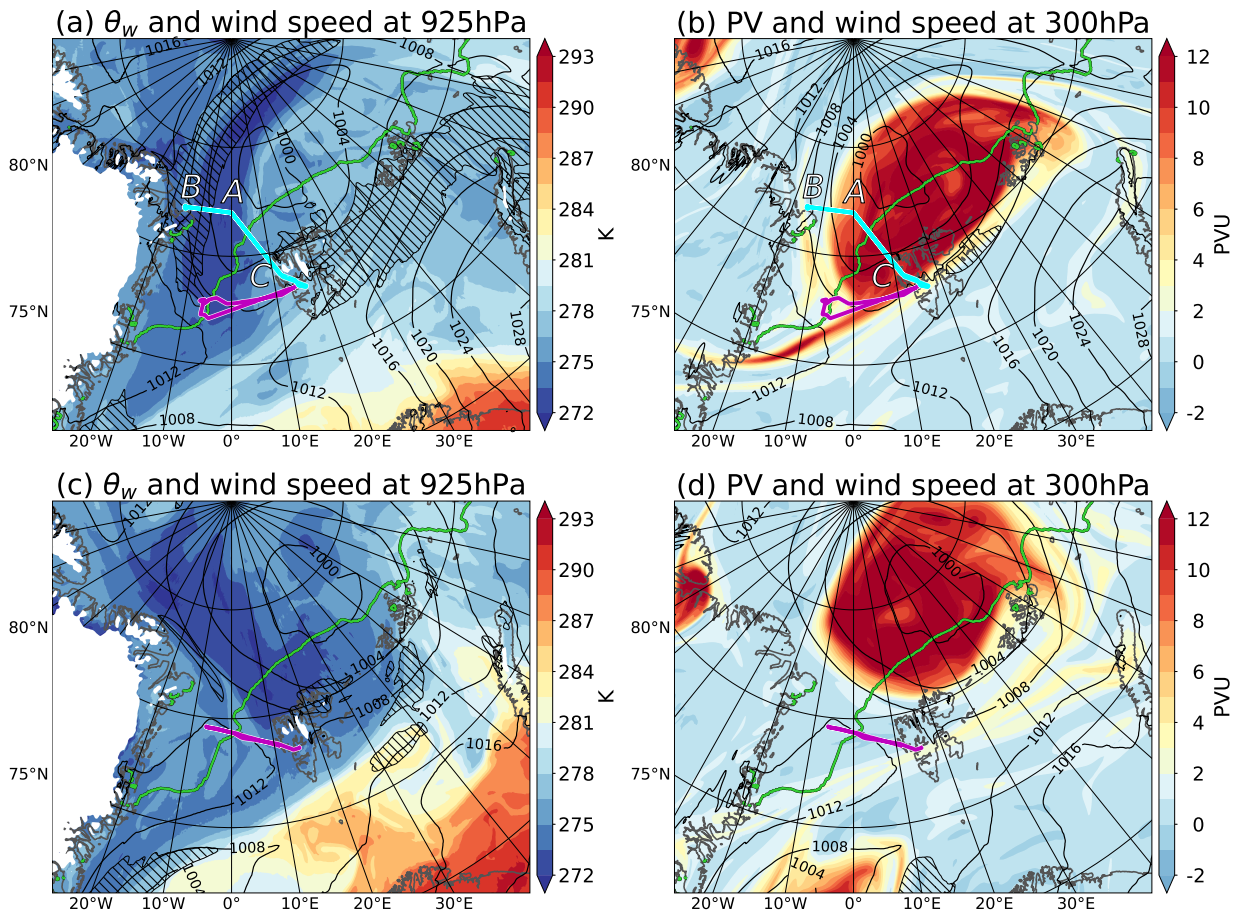 (a) θw and wind speed at 925hPa
1016
1012
1008
1004
1000
1012
1008
1012
1016
1020
1024
1028
B
A
C
80°N
75°N
20°W
10°W
0°
10°E
20°E
30°E
293
290
287
284
281
278
275
272
K
(b) PV and wind speed at 300hPa
1016
1012
1008
1004
1000
1012
1008
1012
1016
1020
1024
1028
B
A
C
80°N
75°N
20°W
10°W
0°
10°E
20°E
30°E
12
10
8
6
4
2
0
-2
PVU
(c) θw and wind speed at 925hPa
1012
1000
1004
1008
1012
1016
1012
1008
1004
80°N
75°N
20°W
10°W
0°
10°E
20°E
30°E
293
290
287
284
281
278
275
272
K
(d) PV and wind speed at 300hPa
1012
1000
1004
1008
1012
1016
1012
1008
1004
80°N
75°N
20°W
10°W
0°
10°E
20°E
30°E
12
10
8
6
4
2
0
-2
PVU